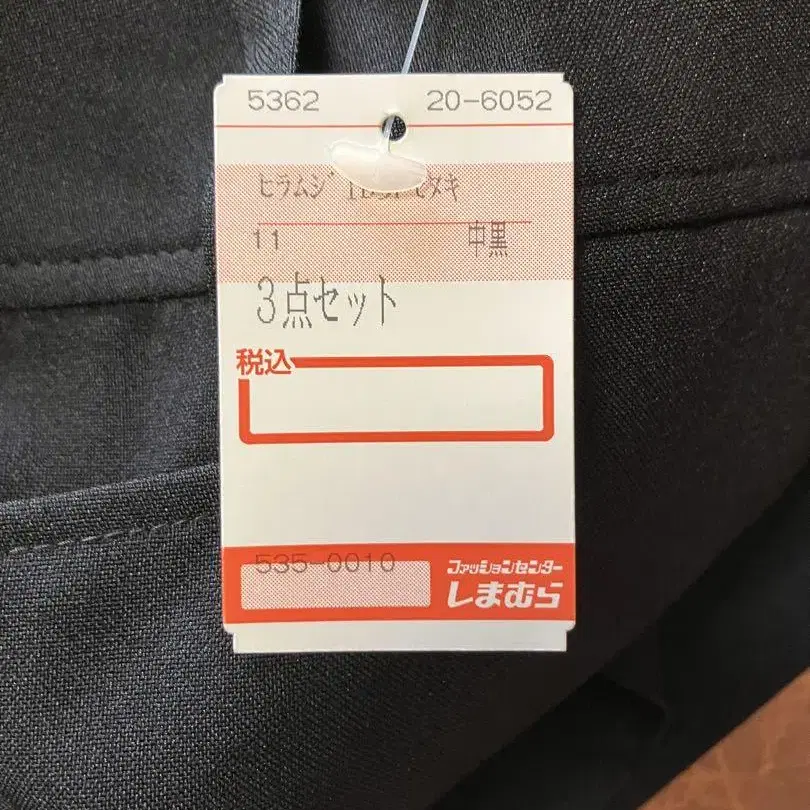 5362 20-6052
ヒラムジ
11 中黒
3点セット
税込
535-0010
ファッションセンター
しまむら